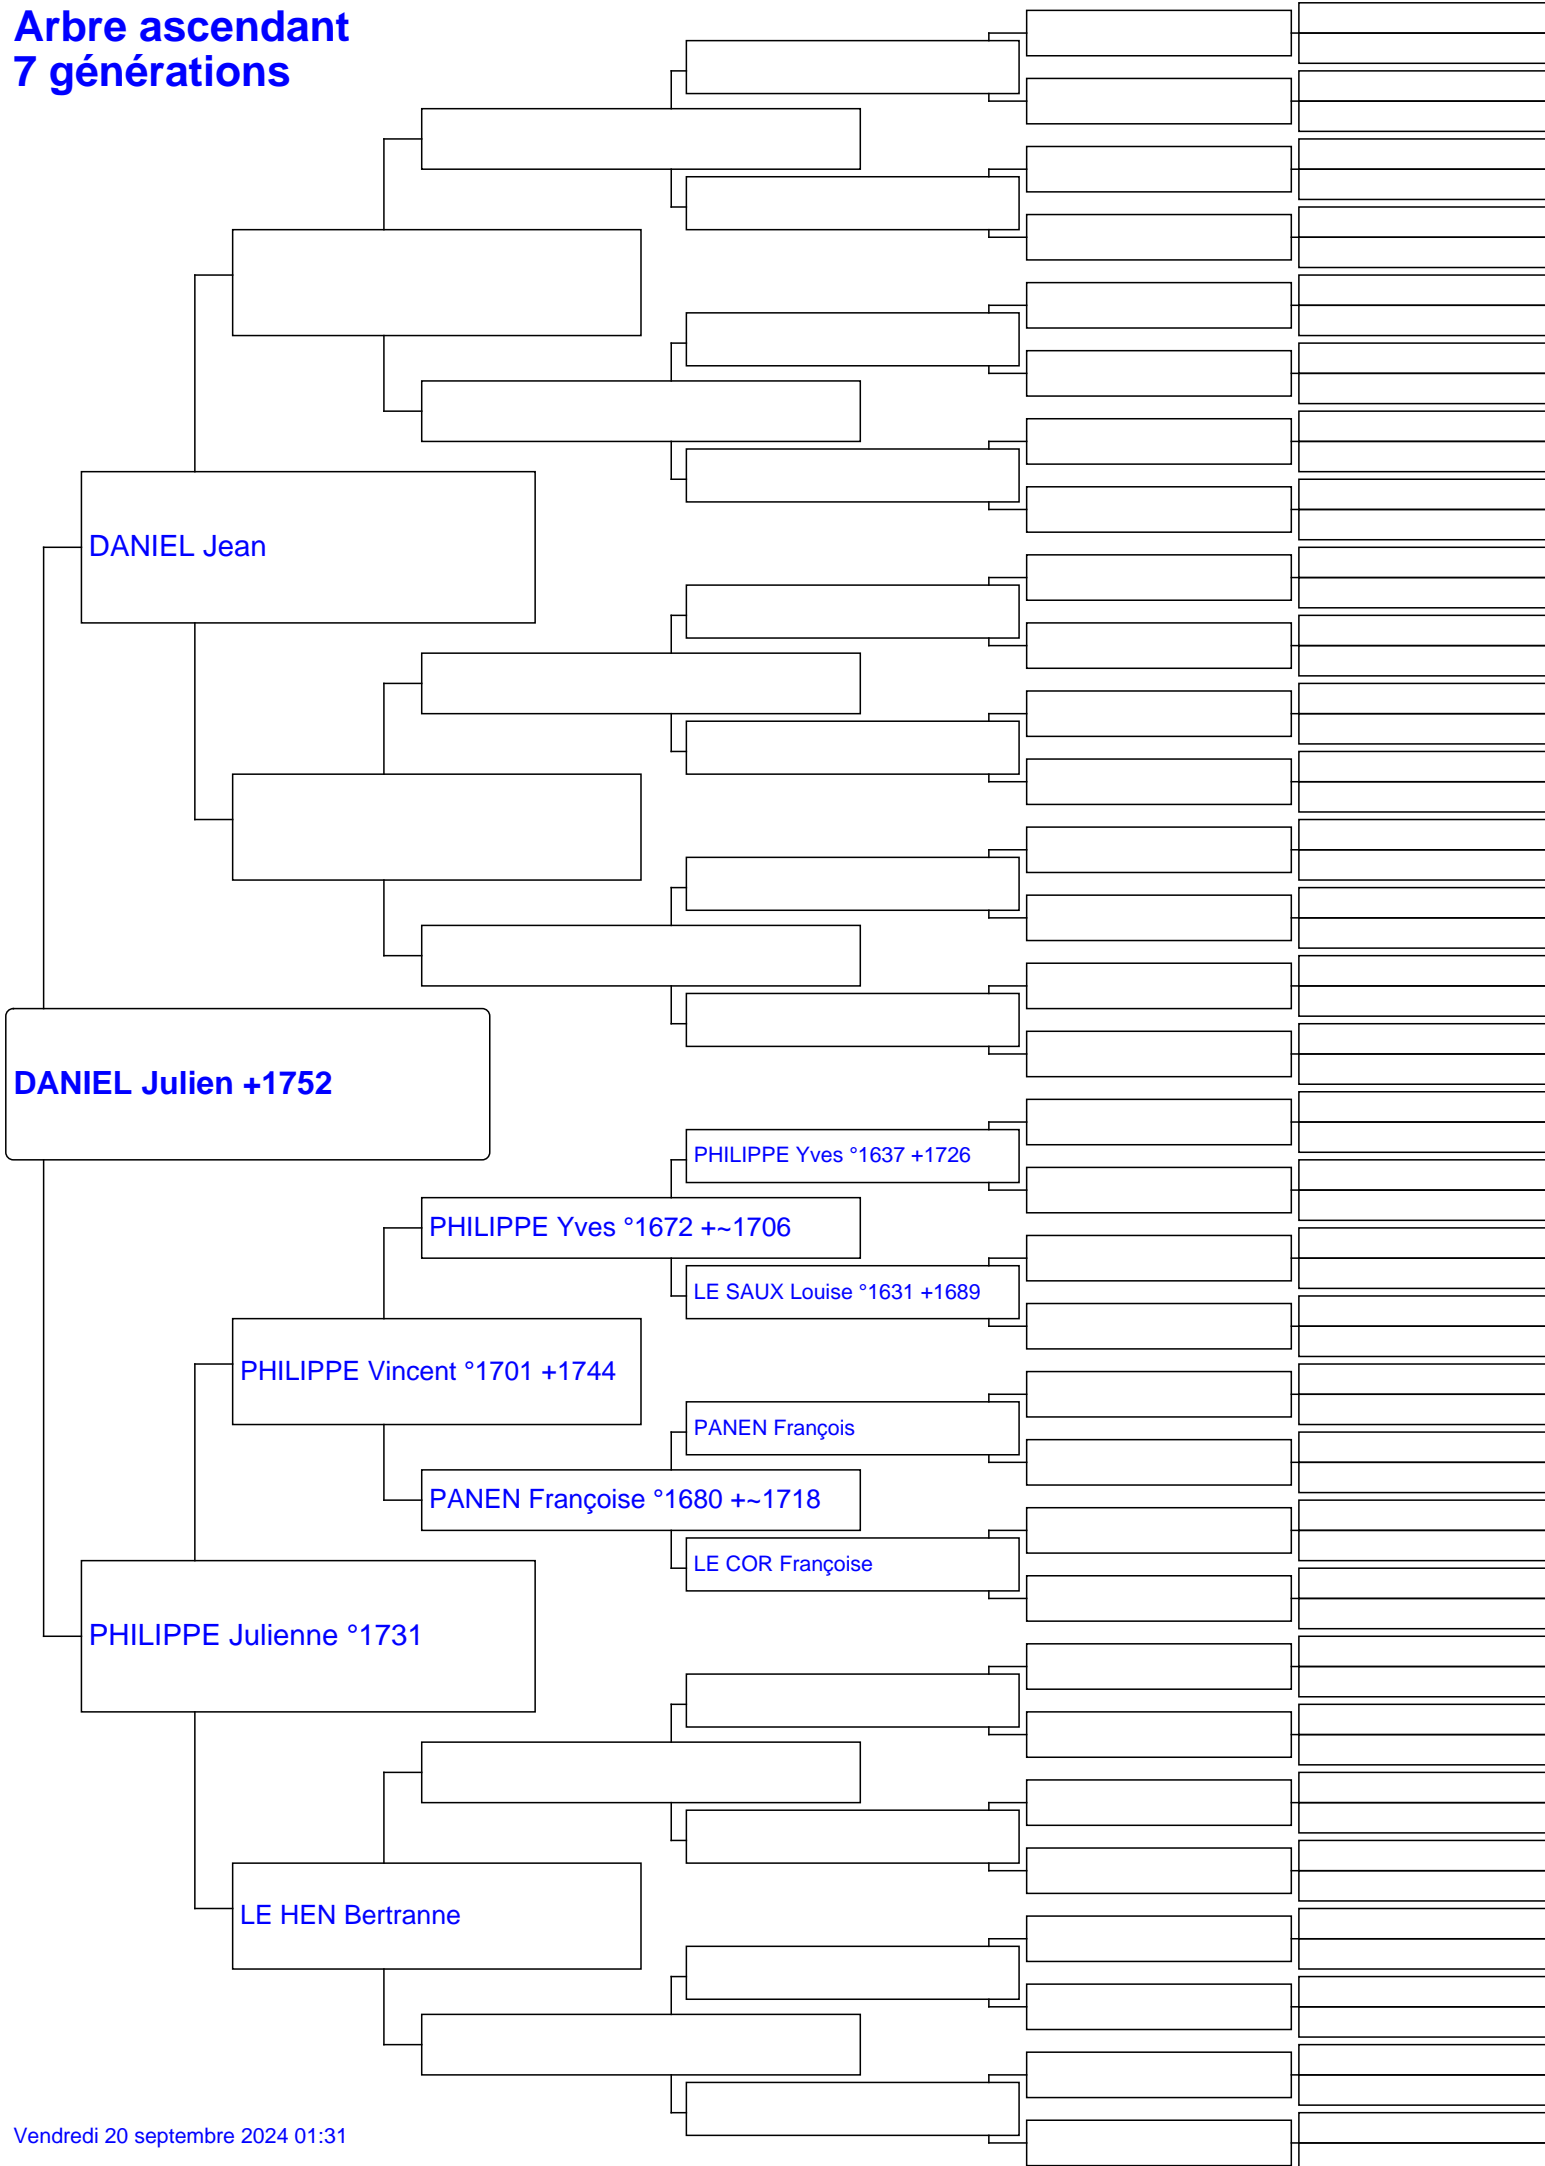 Arbre ascendant
7 générations
DANIEL Jean
DANIEL Julien +1752
PHILIPPE Yves °1637 +1726
PHILIPPE Yves °1672 +~1706
LE SAUX Louise °1631 +1689
PHILIPPE Vincent °1701 +1744
PANEN François
PANEN Françoise °1680 +~1718
LE COR Françoise
PHILIPPE Julienne °1731
LE HEN Bertranne
Vendredi 20 septembre 2024 01:31